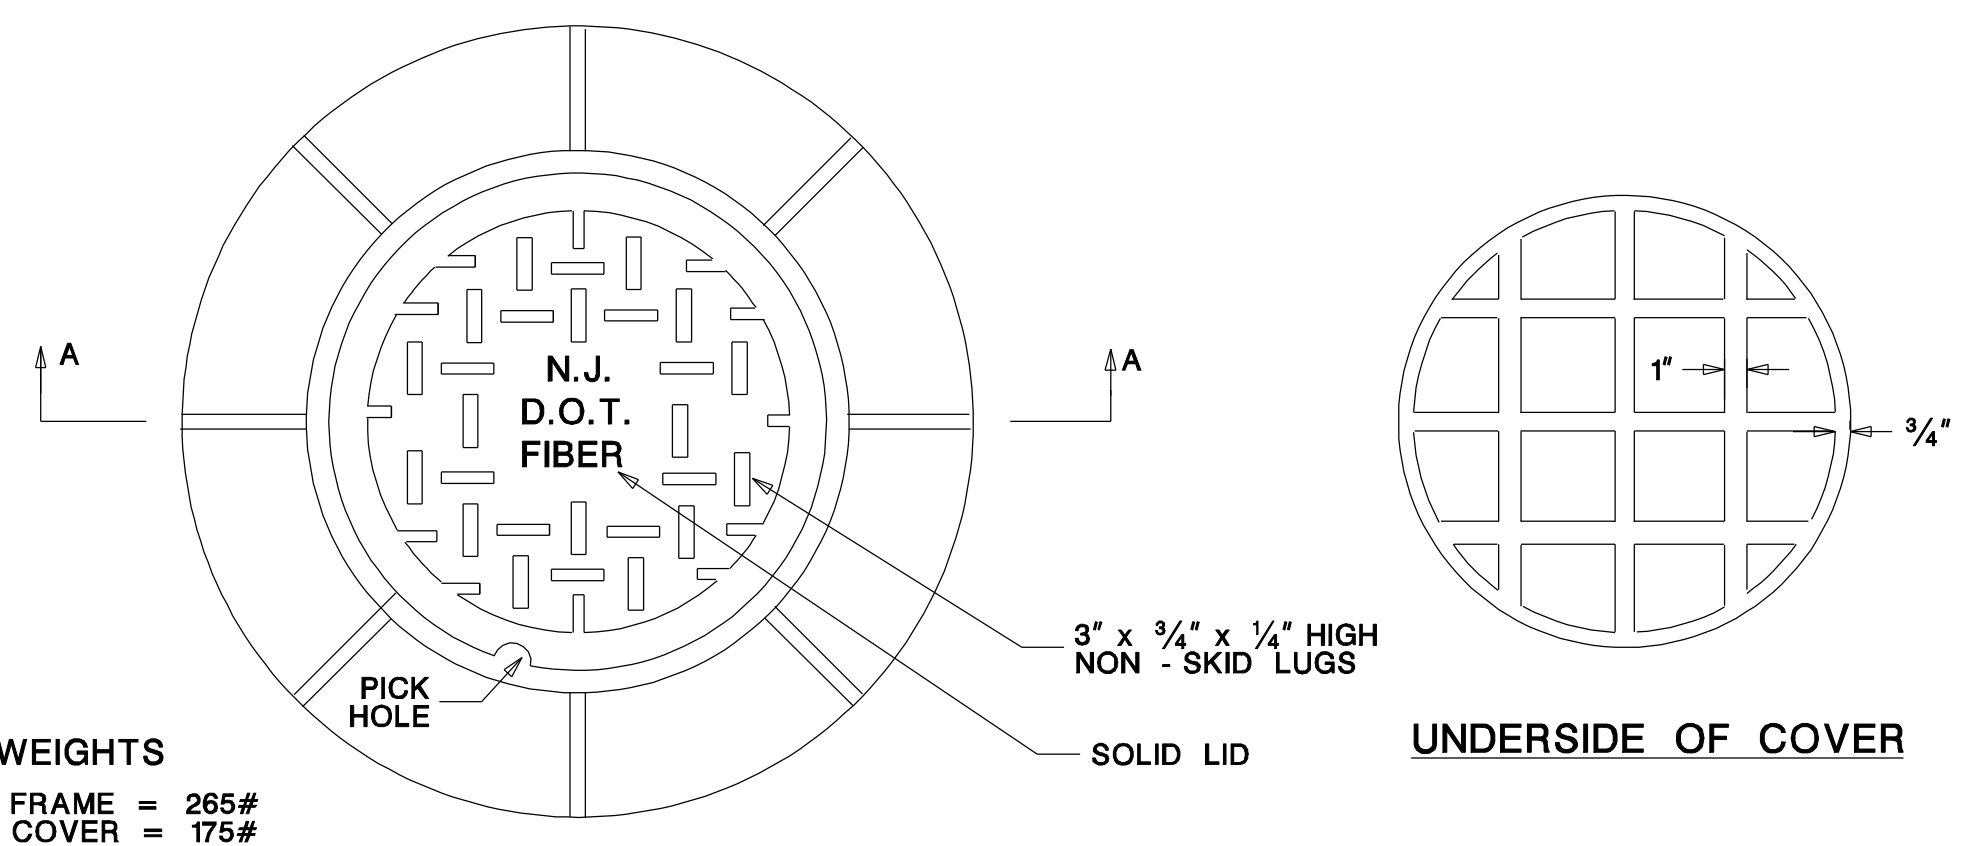 A
A
N.J.
D.O.T.
FIBER
1"
3/4"
3" x 3/4" x 1/4" HIGH
NON - SKID LUGS
PICK
HOLE
SOLID LID
UNDERSIDE OF COVER
WEIGHTS
FRAME = 265#
COVER = 175#